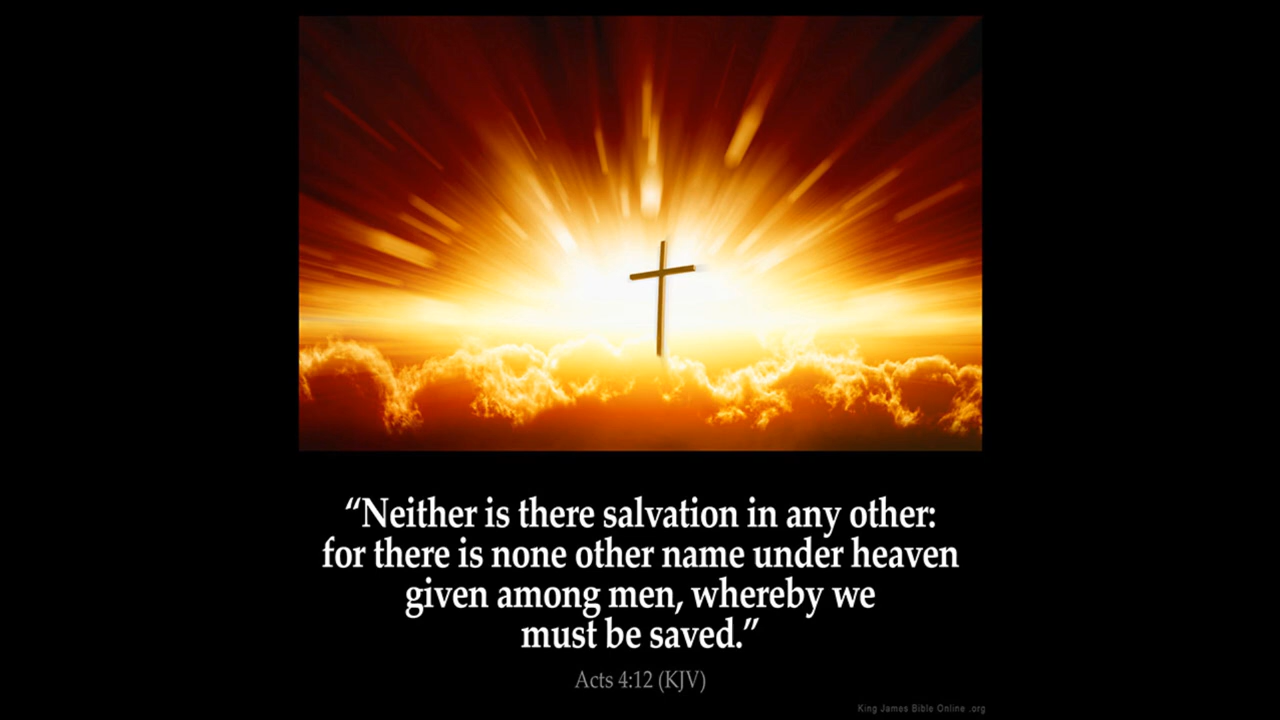 “Neither is there salvation in any other:
for there is none other name under heaven
given among men, whereby we
must be saved.”
Acts 4:12 (KJV)
King James Bible Online .org